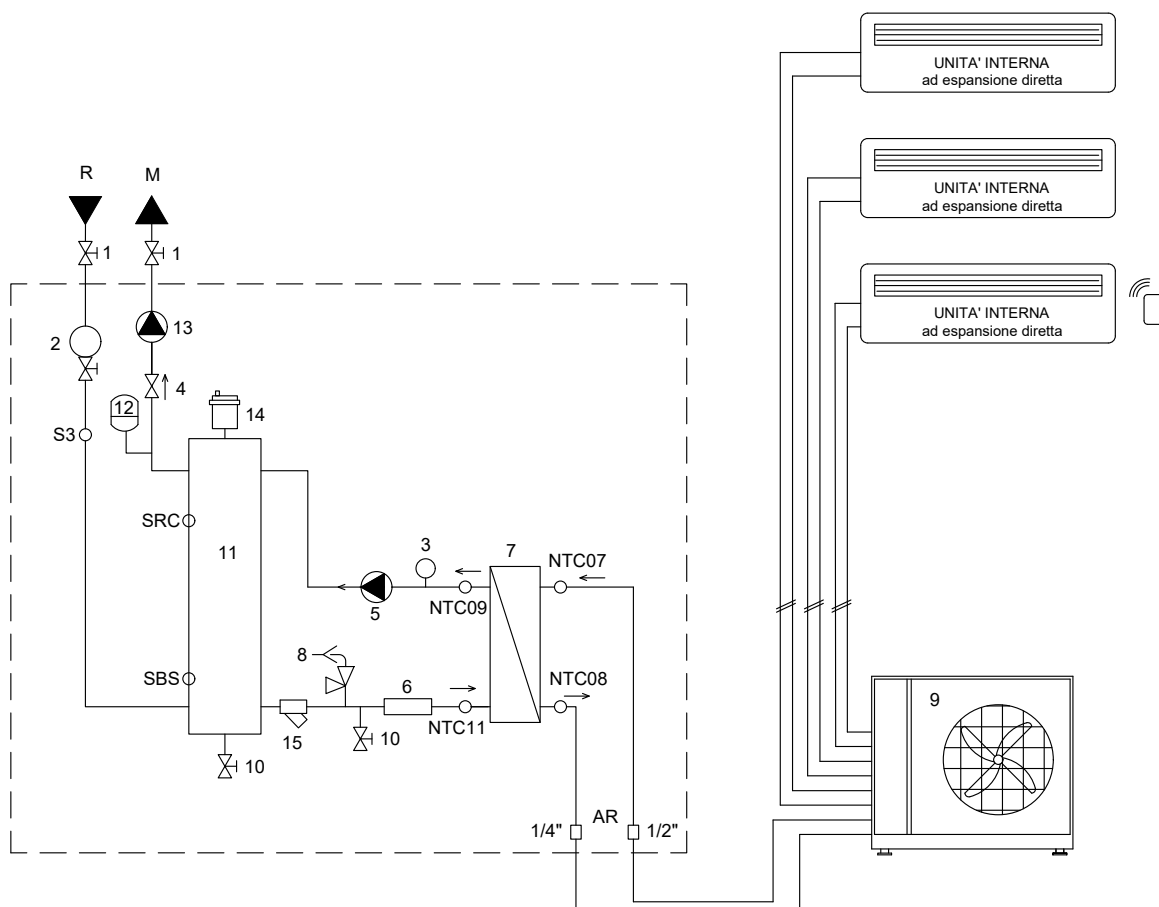 UNITA' INTERNA
ad espansione diretta
UNITA' INTERNA
ad espansione diretta
UNITA' INTERNA
ad espansione diretta
R
M
1
1
2
13
4
12
14
S3
SRC
11
3
7
NTC07
NTC09
5
SBS
8
6
NTC08
NTC11
15
10
10
9
1/4"
AR
1/2"